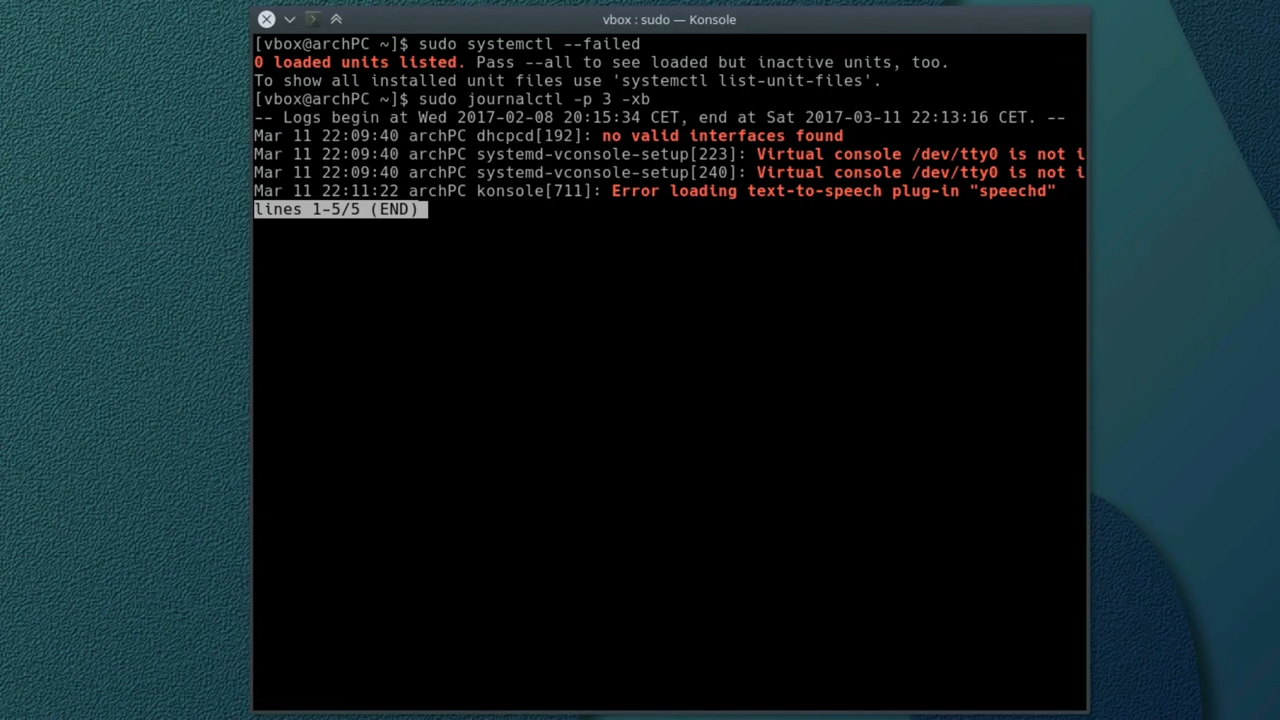 vbox : sudo — Konsole
[vbox@archPC ~]$ sudo systemctl --failed
0 loaded units listed. Pass --all to see loaded but inactive units, too.
To show all installed unit files use 'systemctl list-unit-files'.
[vbox@archPC ~]$ sudo journalctl -p 3 -xb
-- Logs begin at Wed 2017-02-08 20:15:34 CET, end at Sat 2017-03-11 22:13:16 CET. --
Mar 11 22:09:40 archPC dhcpcd[192]: no valid interfaces found
Mar 11 22:09:40 archPC systemd-vconsole-setup[223]: Virtual console /dev/tty0 is not i
Mar 11 22:09:40 archPC systemd-vconsole-setup[240]: Virtual console /dev/tty0 is not i
Mar 11 22:11:22 archPC konsole[711]: Error loading text-to-speech plug-in "speechd"
lines 1-5/5 (END)